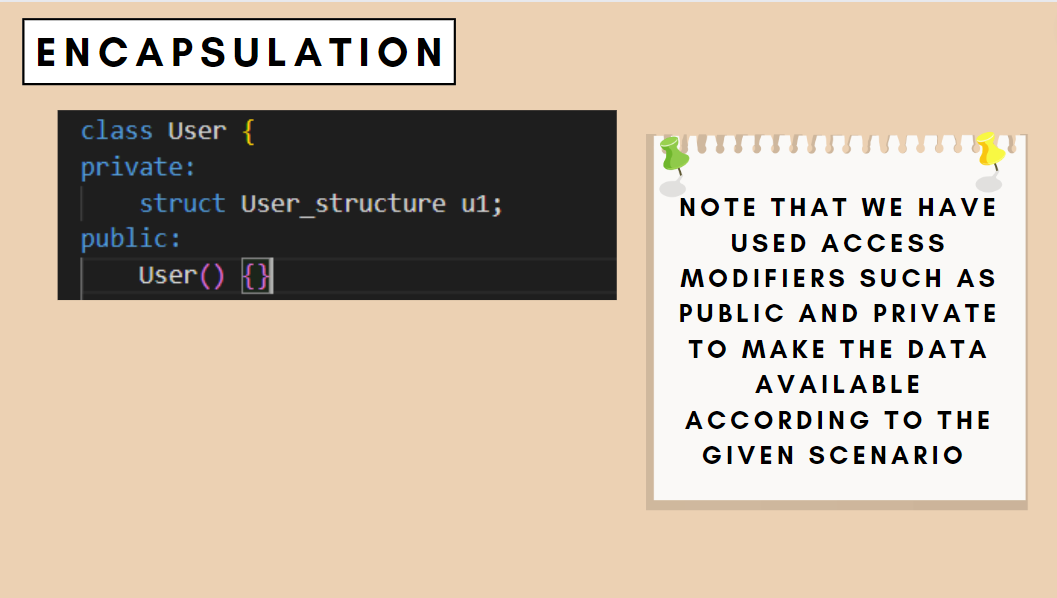 ENCAPSULATION
class User {
private:
    struct User_structure u1;
public:
    User() {}
NOTE THAT WE HAVE
USED ACCESS
MODIFIERS SUCH AS
PUBLIC AND PRIVATE
TO MAKE THE DATA
AVAILABLE
ACCORDING TO THE
GIVEN SCENARIO